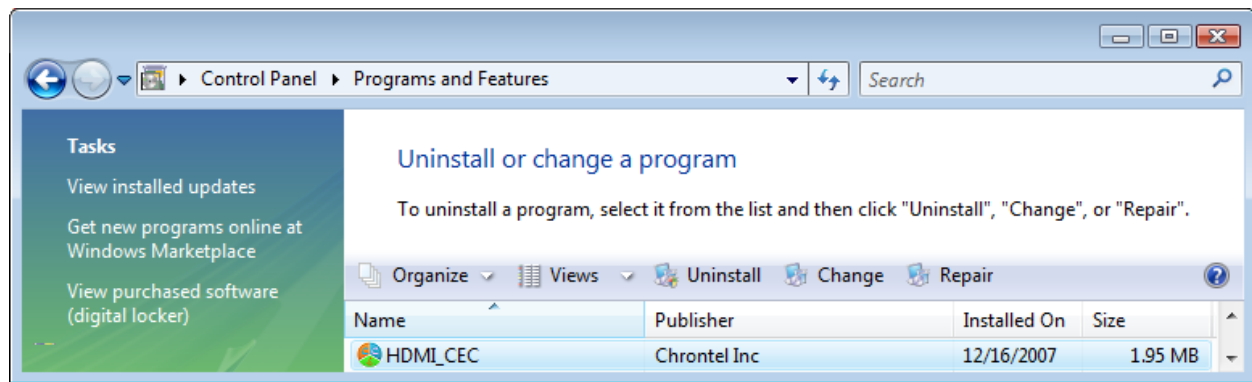 Control Panel Programs and Features
Search
Tasks
View installed updates
Get new programs online at
Windows Marketplace
View purchased software
(digital locker)
Uninstall or change a program
To uninstall a program, select it from the list and then click "Uninstall", "Change", or "Repair".
Organize Views Uninstall Change Repair
Name Publisher Installed On Size
HDMI_CEC Chrontel Inc 12/16/2007 1.95 MB